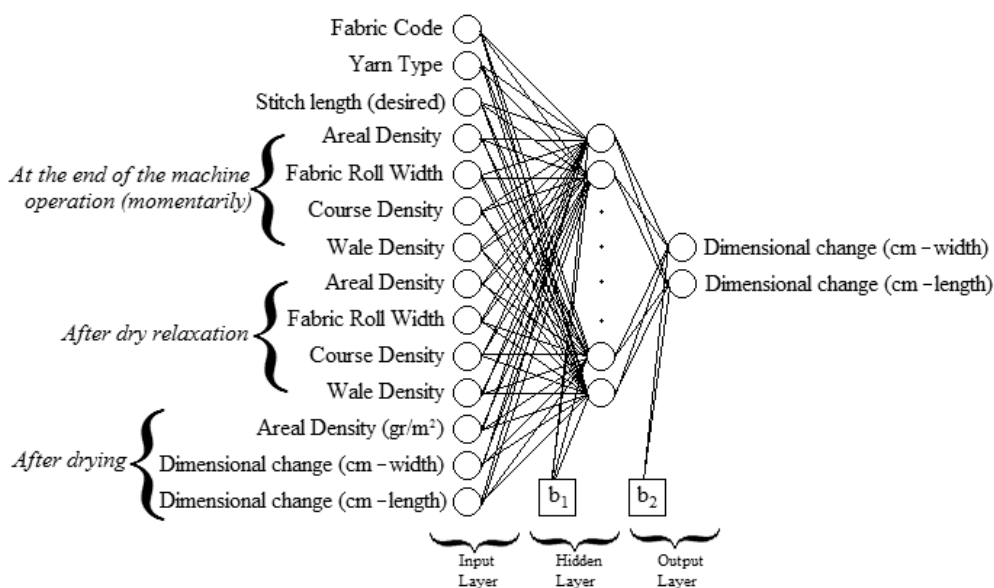 Fabric Code
Yarn Type
Stitch length (desired)
At the end of the machine
operation (momentarily)
Areal Density
Fabric Roll Width
Course Density
Wale Density
After dry relaxation
Areal Density
Fabric Roll Width
Course Density
Wale Density
After drying
Areal Density (gr/m²)
Dimensional change (cm – width)
Dimensional change (cm – length)
Dimensional change (cm – width)
Dimensional change (cm – length)
b₁
b₂
Input
Layer
Hidden
Layer
Output
Layer